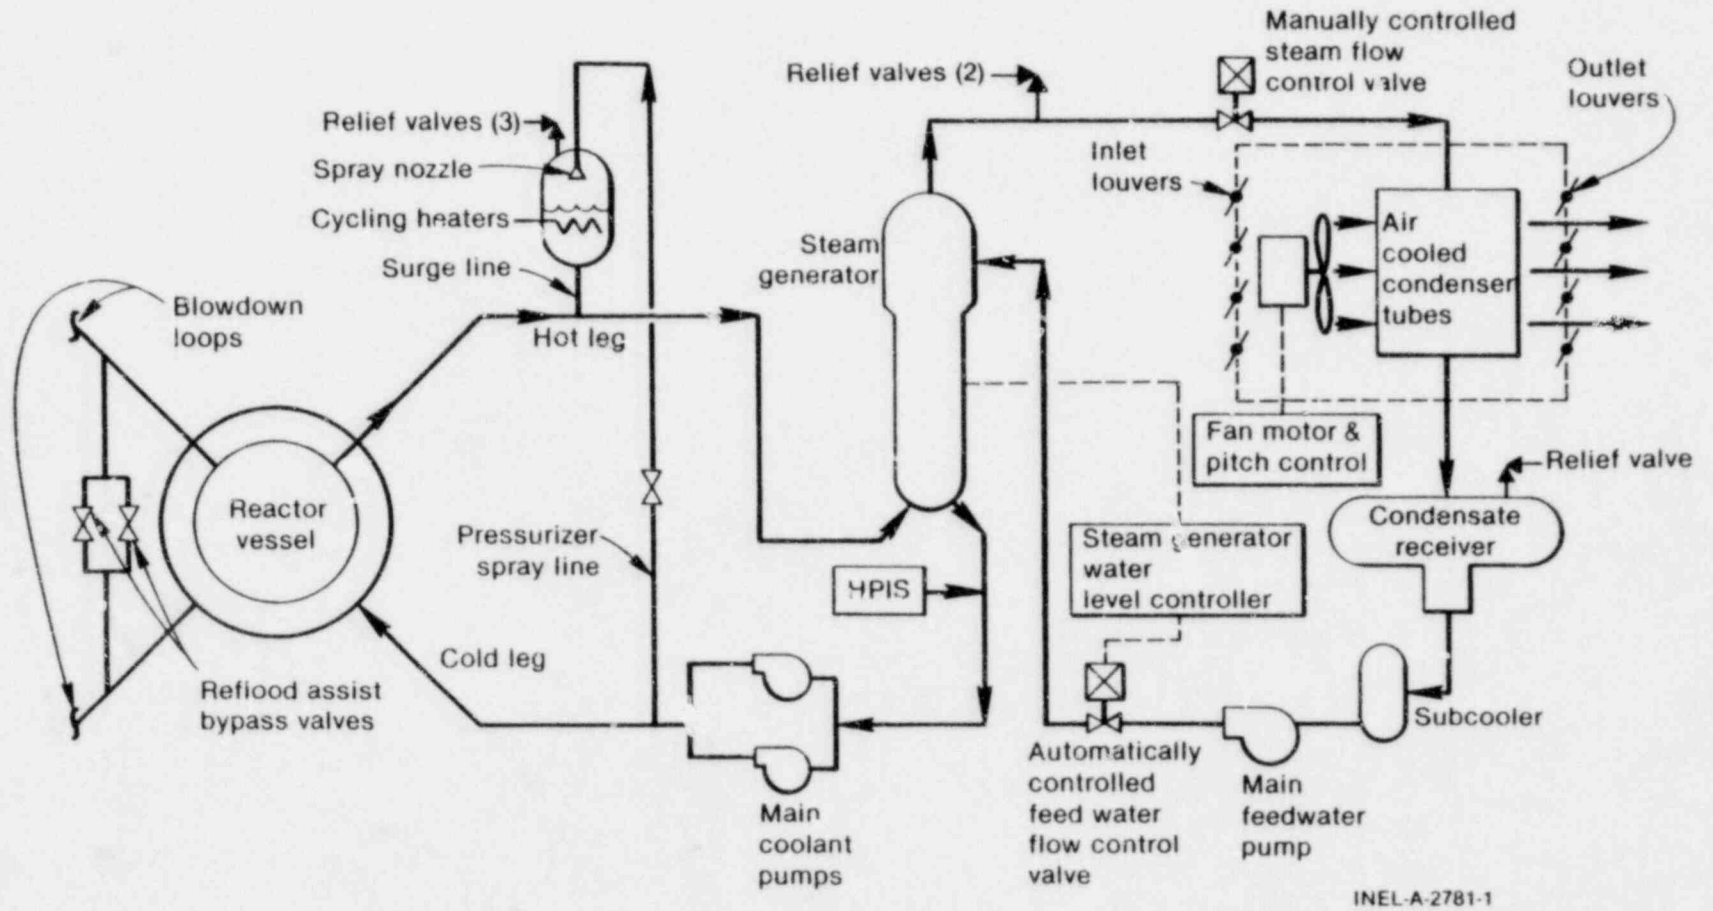 Manually controlled
steam flow
control valve
Relief valves (2)
Outlet
louvers
Relief valves (3)
Spray nozzle
Inlet
louvers
Cycling heaters
Air
cooled
condenser
tubes
Steam
generator
Surge line
Blowdown
loops
Hot leg
Fan motor &
pitch control
Relief valve
Reactor
vessel
Condensate
receiver
Pressurizer
spray line
Steam generator
water
level controller
HPIS
Cold leg
Reflood assist
bypass valves
Subcooler
Automatically
controlled
feed water
flow control
valve
Main
feedwater
pump
Main
coolant
pumps
INEL-A-2781-1